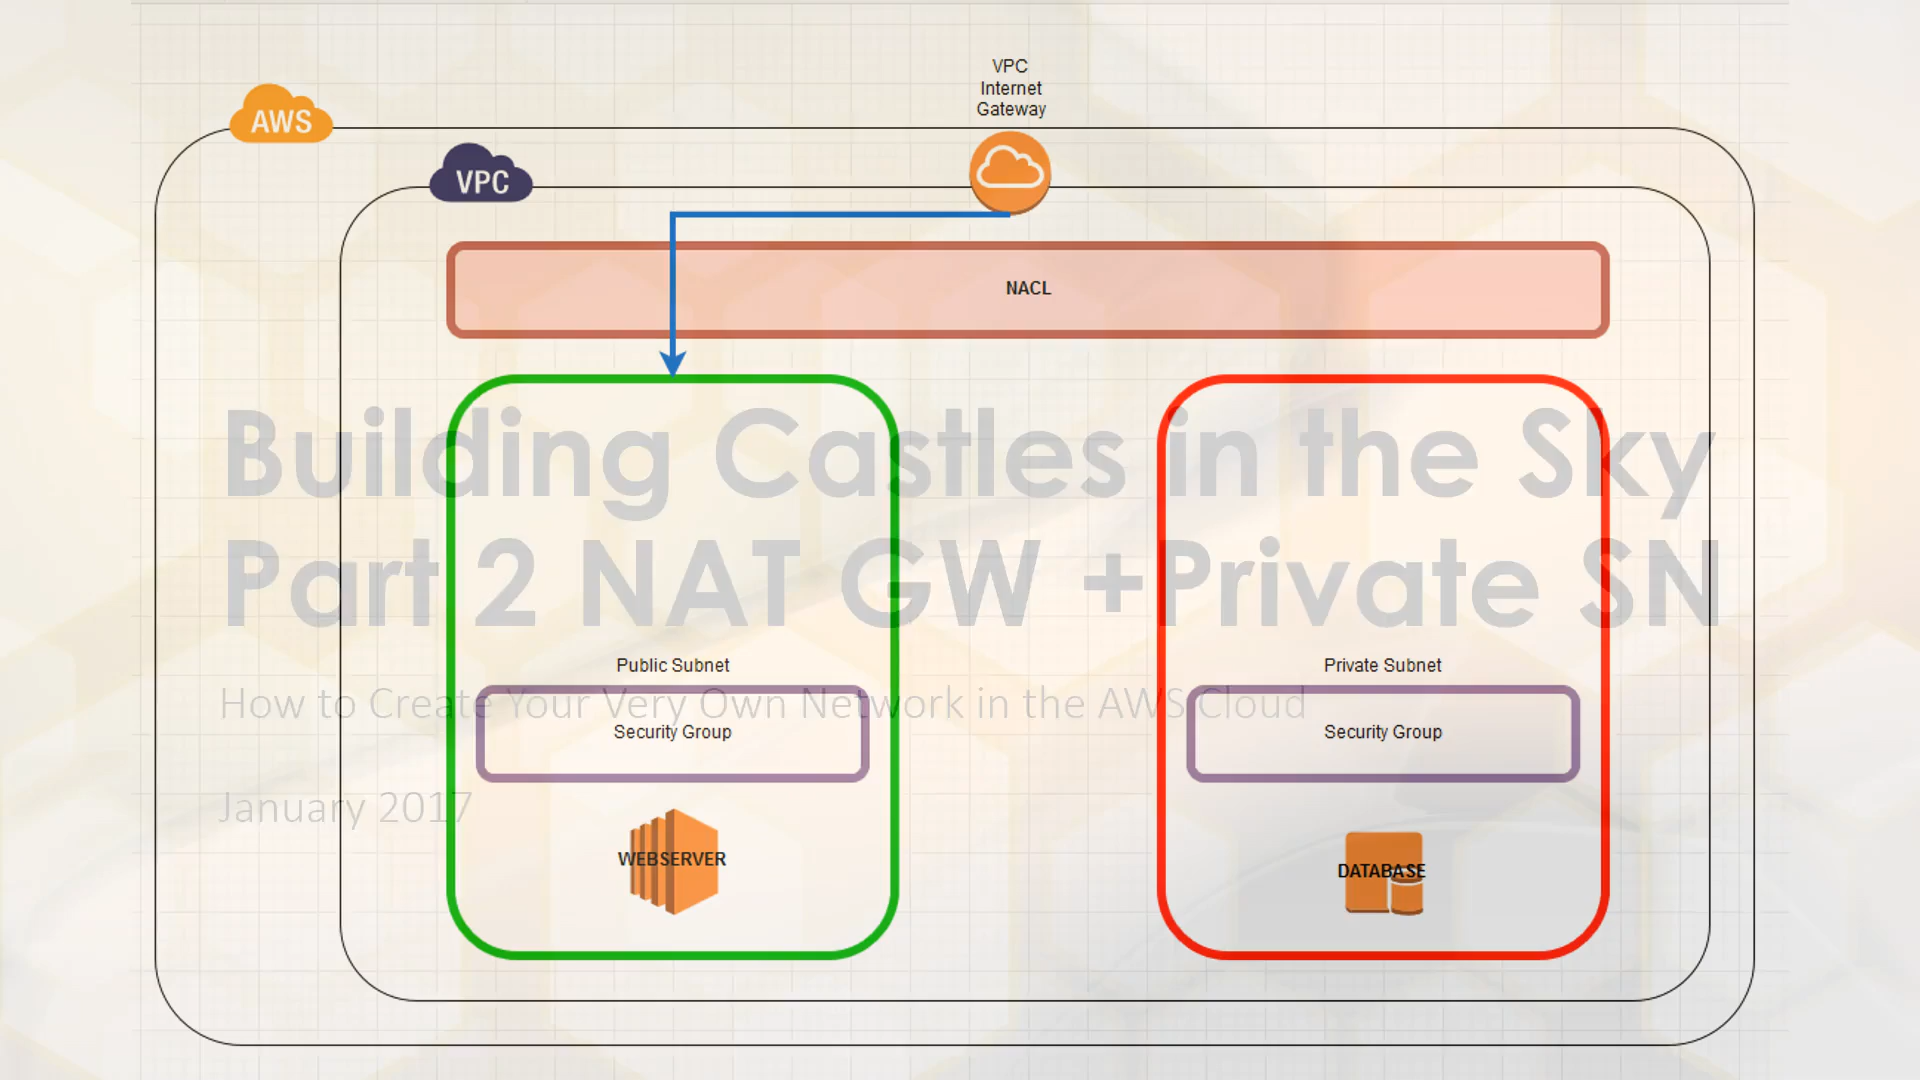 VPC
Internet
Gateway
AWS
VPC
NACL
Building Castles in the Sky
Part 2 NAT GW +Private SN
Public Subnet
Private Subnet
How to Create Your Very Own Network in the AWS Cloud
Security Group
Security Group
January 2017
WEBSERVER
DATABASE